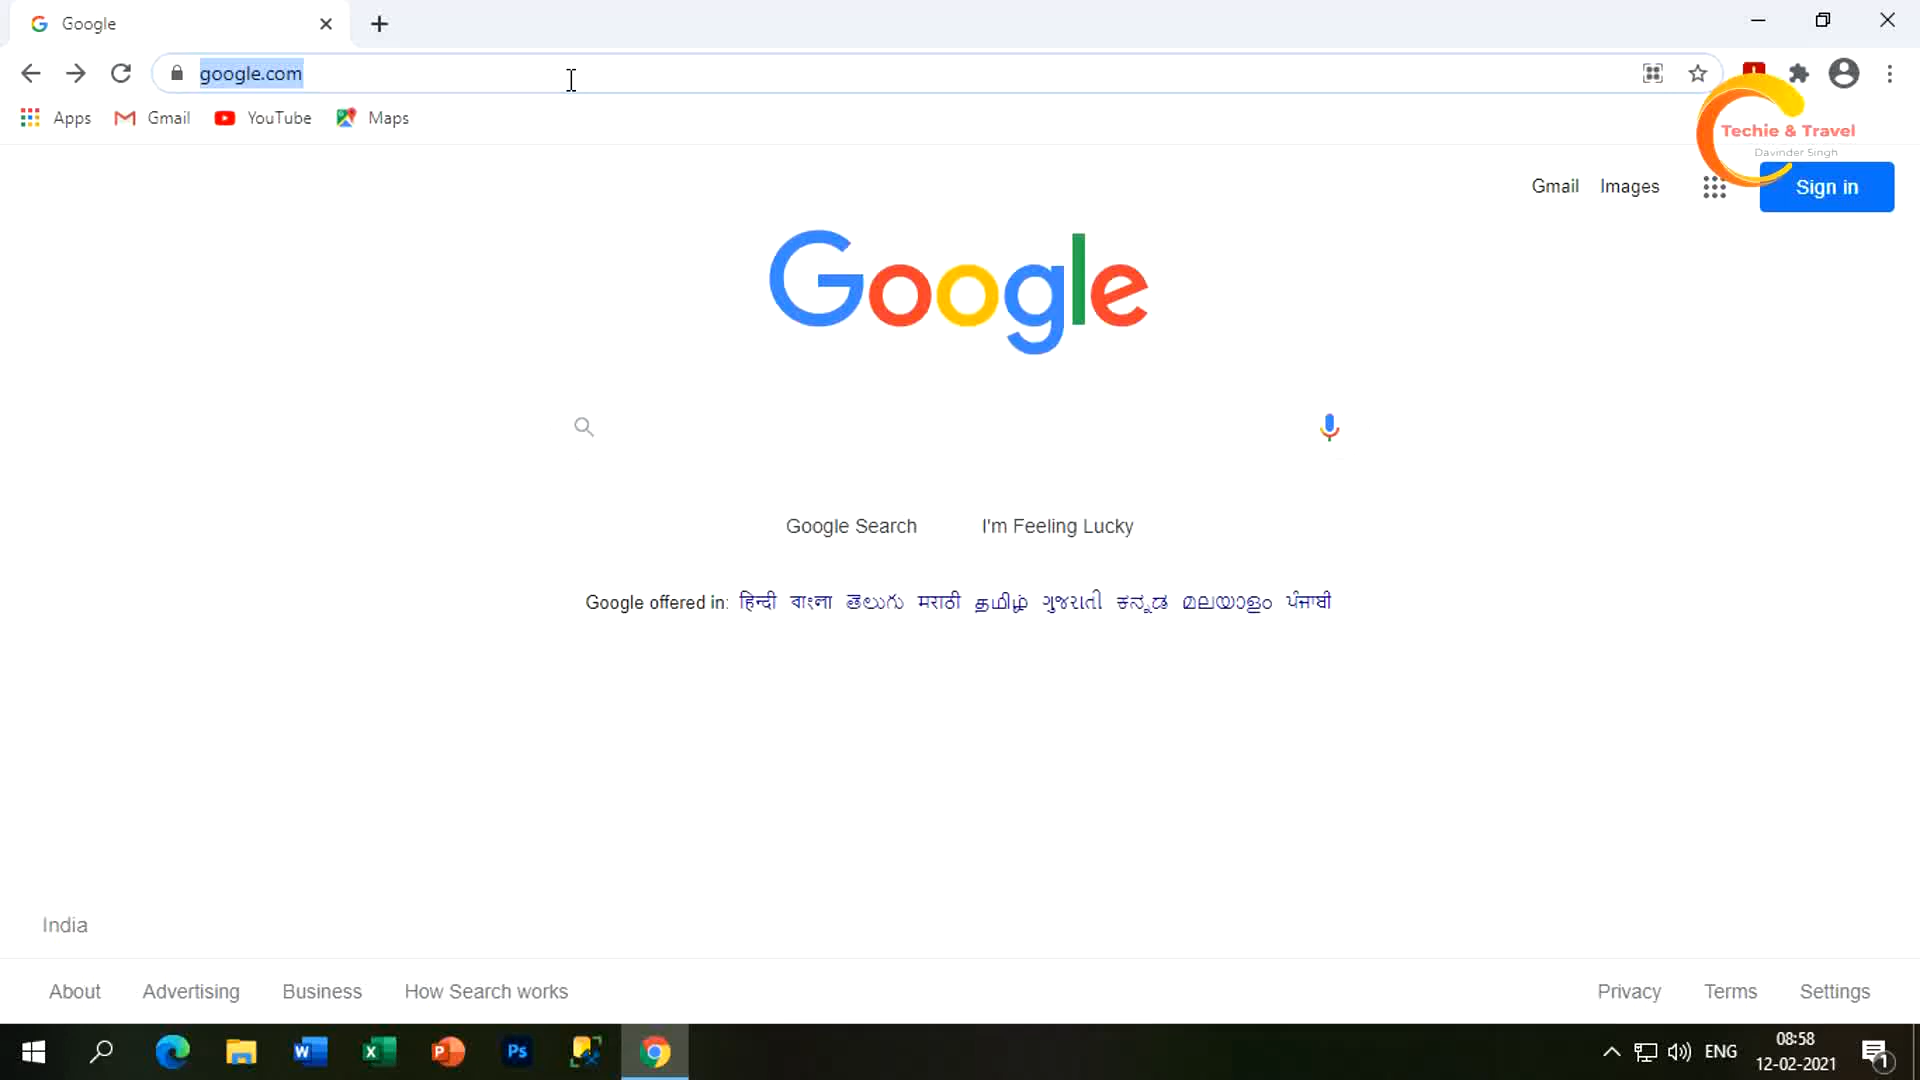 Google
google.com
Apps Gmail YouTube Maps
Techie & Travel
Davinder Singh
Gmail Images Sign in
Google
Google Search I'm Feeling Lucky
Google offered in: हिन्दी বাংলা తెలుగు मराठी தமிழ் ગુજરાતી ಕನ್ನಡ മലയാളം ਪੰਜਾਬੀ
India
About Advertising Business How Search works Privacy Terms Settings
ENG
08:58
12-02-2021
1